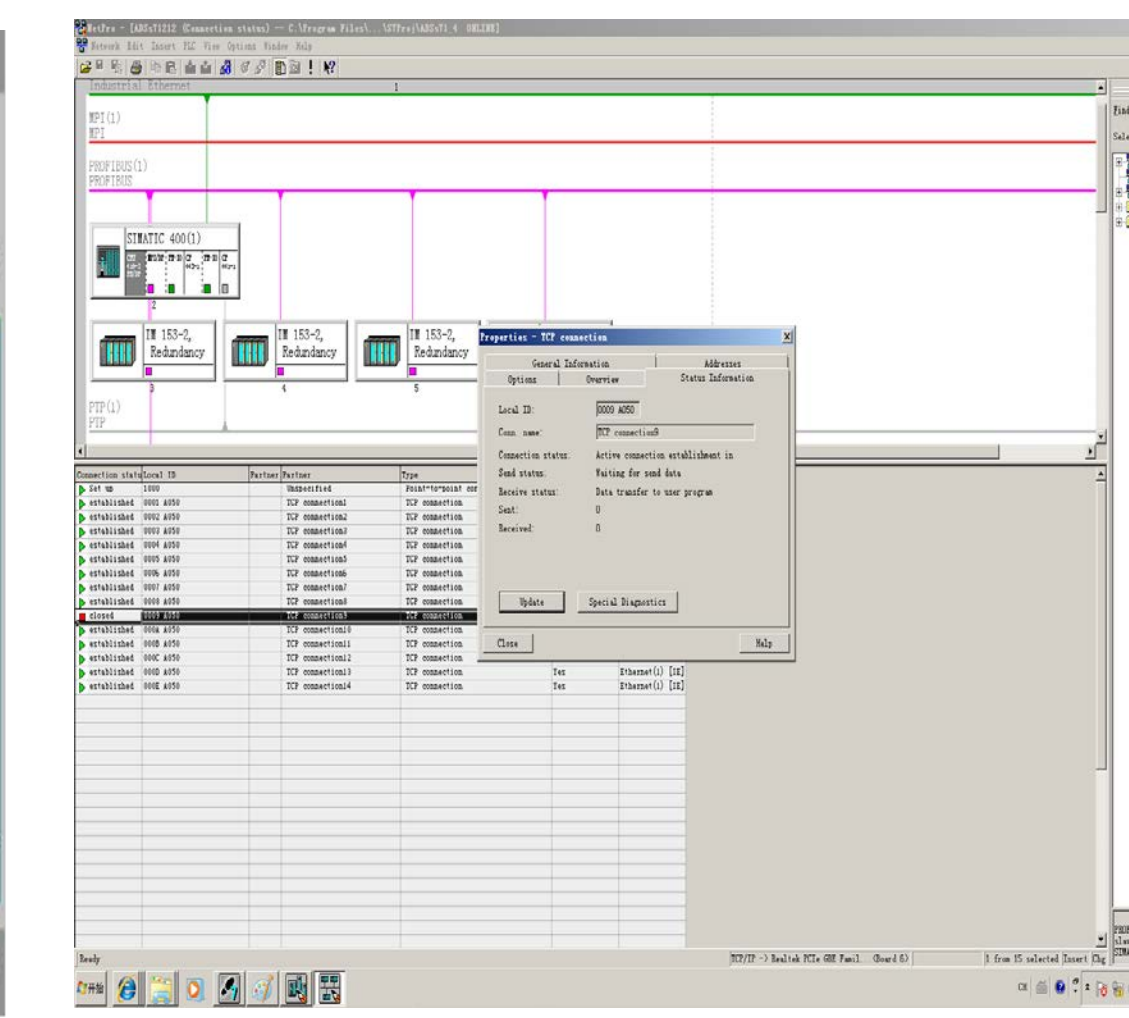 NetPro - [ADSsT1212 (Connection status) -- C:\Program Files\...\STProj\ADSsT1_4 ONLINE]
Network Edit Insert PLC View Options Window Help
Industrial Ethernet 1
MPI(1)
MPI
PROFIBUS(1)
PROFIBUS
SIMATIC 400(1)
2
IM 153-2, IM 153-2, IM 153-2,
Redundancy Redundancy Redundancy
3 4 5
PTP(1)
PTP
Properties - TCP connection
General Information Addresses
Options Overview Status Information
Local ID: 0009 A050
Conn. name: TCP connection9
Connection status: Active connection establishment in
Send status: Waiting for send data
Receive status: Data transfer to user program
Sent: 0
Received: 0
Update Special Diagnostics
Close Help
Connection statu Local ID Partner Partner Type
Set up 1000 Unspecified Point-to-point con
established 0001 A050 TCP connection1 TCP connection
established 0002 A050 TCP connection2 TCP connection
established 0003 A050 TCP connection3 TCP connection
established 0004 A050 TCP connection4 TCP connection
established 0005 A050 TCP connection5 TCP connection
established 0006 A050 TCP connection6 TCP connection
established 0007 A050 TCP connection7 TCP connection
established 0008 A050 TCP connection8 TCP connection
closed 0009 A050 TCP connection9 TCP connection
established 000A A050 TCP connection10 TCP connection
established 000B A050 TCP connection11 TCP connection
established 000C A050 TCP connection12 TCP connection
established 000D A050 TCP connection13 TCP connection Yes Ethernet(1) [IE]
established 000E A050 TCP connection14 TCP connection Yes Ethernet(1) [IE]
Find
Sele
Ready TCP/IP -> Realtek PCIe GBE Famil... (Board 6) 1 from 15 selected Insert Chg
开始 CH